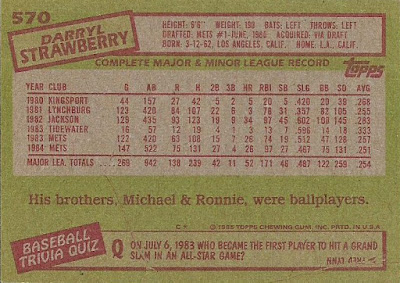 570
DARRYL
STRAWBERRY
HEIGHT: 6'6" WEIGHT: 190 BATS: LEFT THROWS: LEFT
DRAFTED: METS #1-JUNE, 1980 ACQUIRED: VIA DRAFT
BORN: 3-12-62, LOS ANGELES, CALIF. HOME: L.A., CALIF.
COMPLETE MAJOR & MINOR LEAGUE RECORD
Topps
YEAR CLUB G AB R H 2B 3B HR RBI SB SLG BB SO AVG
1980 KINGSPORT 44 157 27 42 5 2 5 20 5 .420 20 39 .268
1981 LYNCHBURG 123 420 84 107 22 6 13 78 31 82 105 .255
1982 JACKSON 129 435 93 123 19 9 34 97 45 .602 100 .283
1983 TIDEWATER 16 57 12 19 4 1 3 13 7 .596 14 18 .333
1983 METS 122 420 63 108 15 7 26 74 19 .512 47 128 .257
1984 METS 147 522 75 131 27 4 26 97 27 .467 75 131 .251
MAJOR LEA. TOTALS 269 942 138 239 42 11 52 171 46 .487 122 259 .254
His brothers, Michael & Ronnie, were ballplayers.
C* © 1985 TOPPS CHEWING GUM, INC. PRTD. IN U.S.A.
BASEBALL
TRIVIA QUIZ
Q ON JULY 6, 1983 WHO BECAME THE FIRST PLAYER TO HIT A GRAND
SLAM IN AN ALL-STAR GAME?